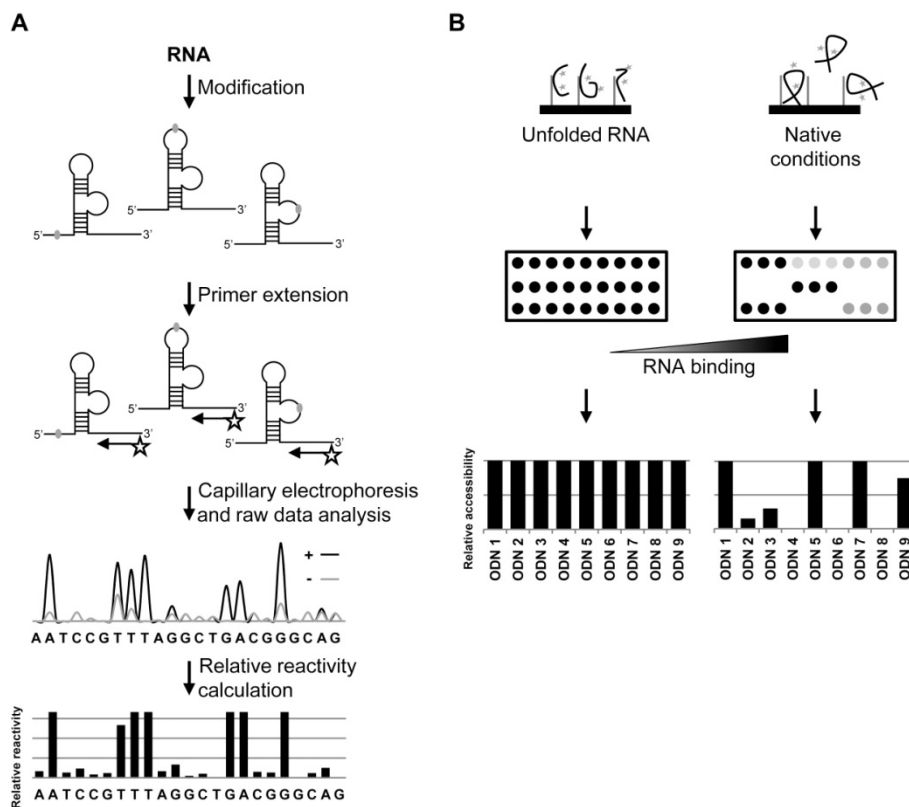 A
RNA
Modification
5’ 3’
5’ 3’
5’ 3’
Primer extension
5’ 3’
5’ 3’
5’ 3’
Capillary electrophoresis
and raw data analysis
+
-
A A T C C G T T T A G G C T G A C G G G C A G
Relative reactivity
calculation
Relative reactivity
A A T C C G T T T A G G C T G A C G G G C A G
B
Unfolded RNA
Native
conditions
RNA binding
Relative accessibility
ODN 1
ODN 2
ODN 3
ODN 4
ODN 5
ODN 6
ODN 7
ODN 8
ODN 9
ODN 1
ODN 2
ODN 3
ODN 4
ODN 5
ODN 6
ODN 7
ODN 8
ODN 9